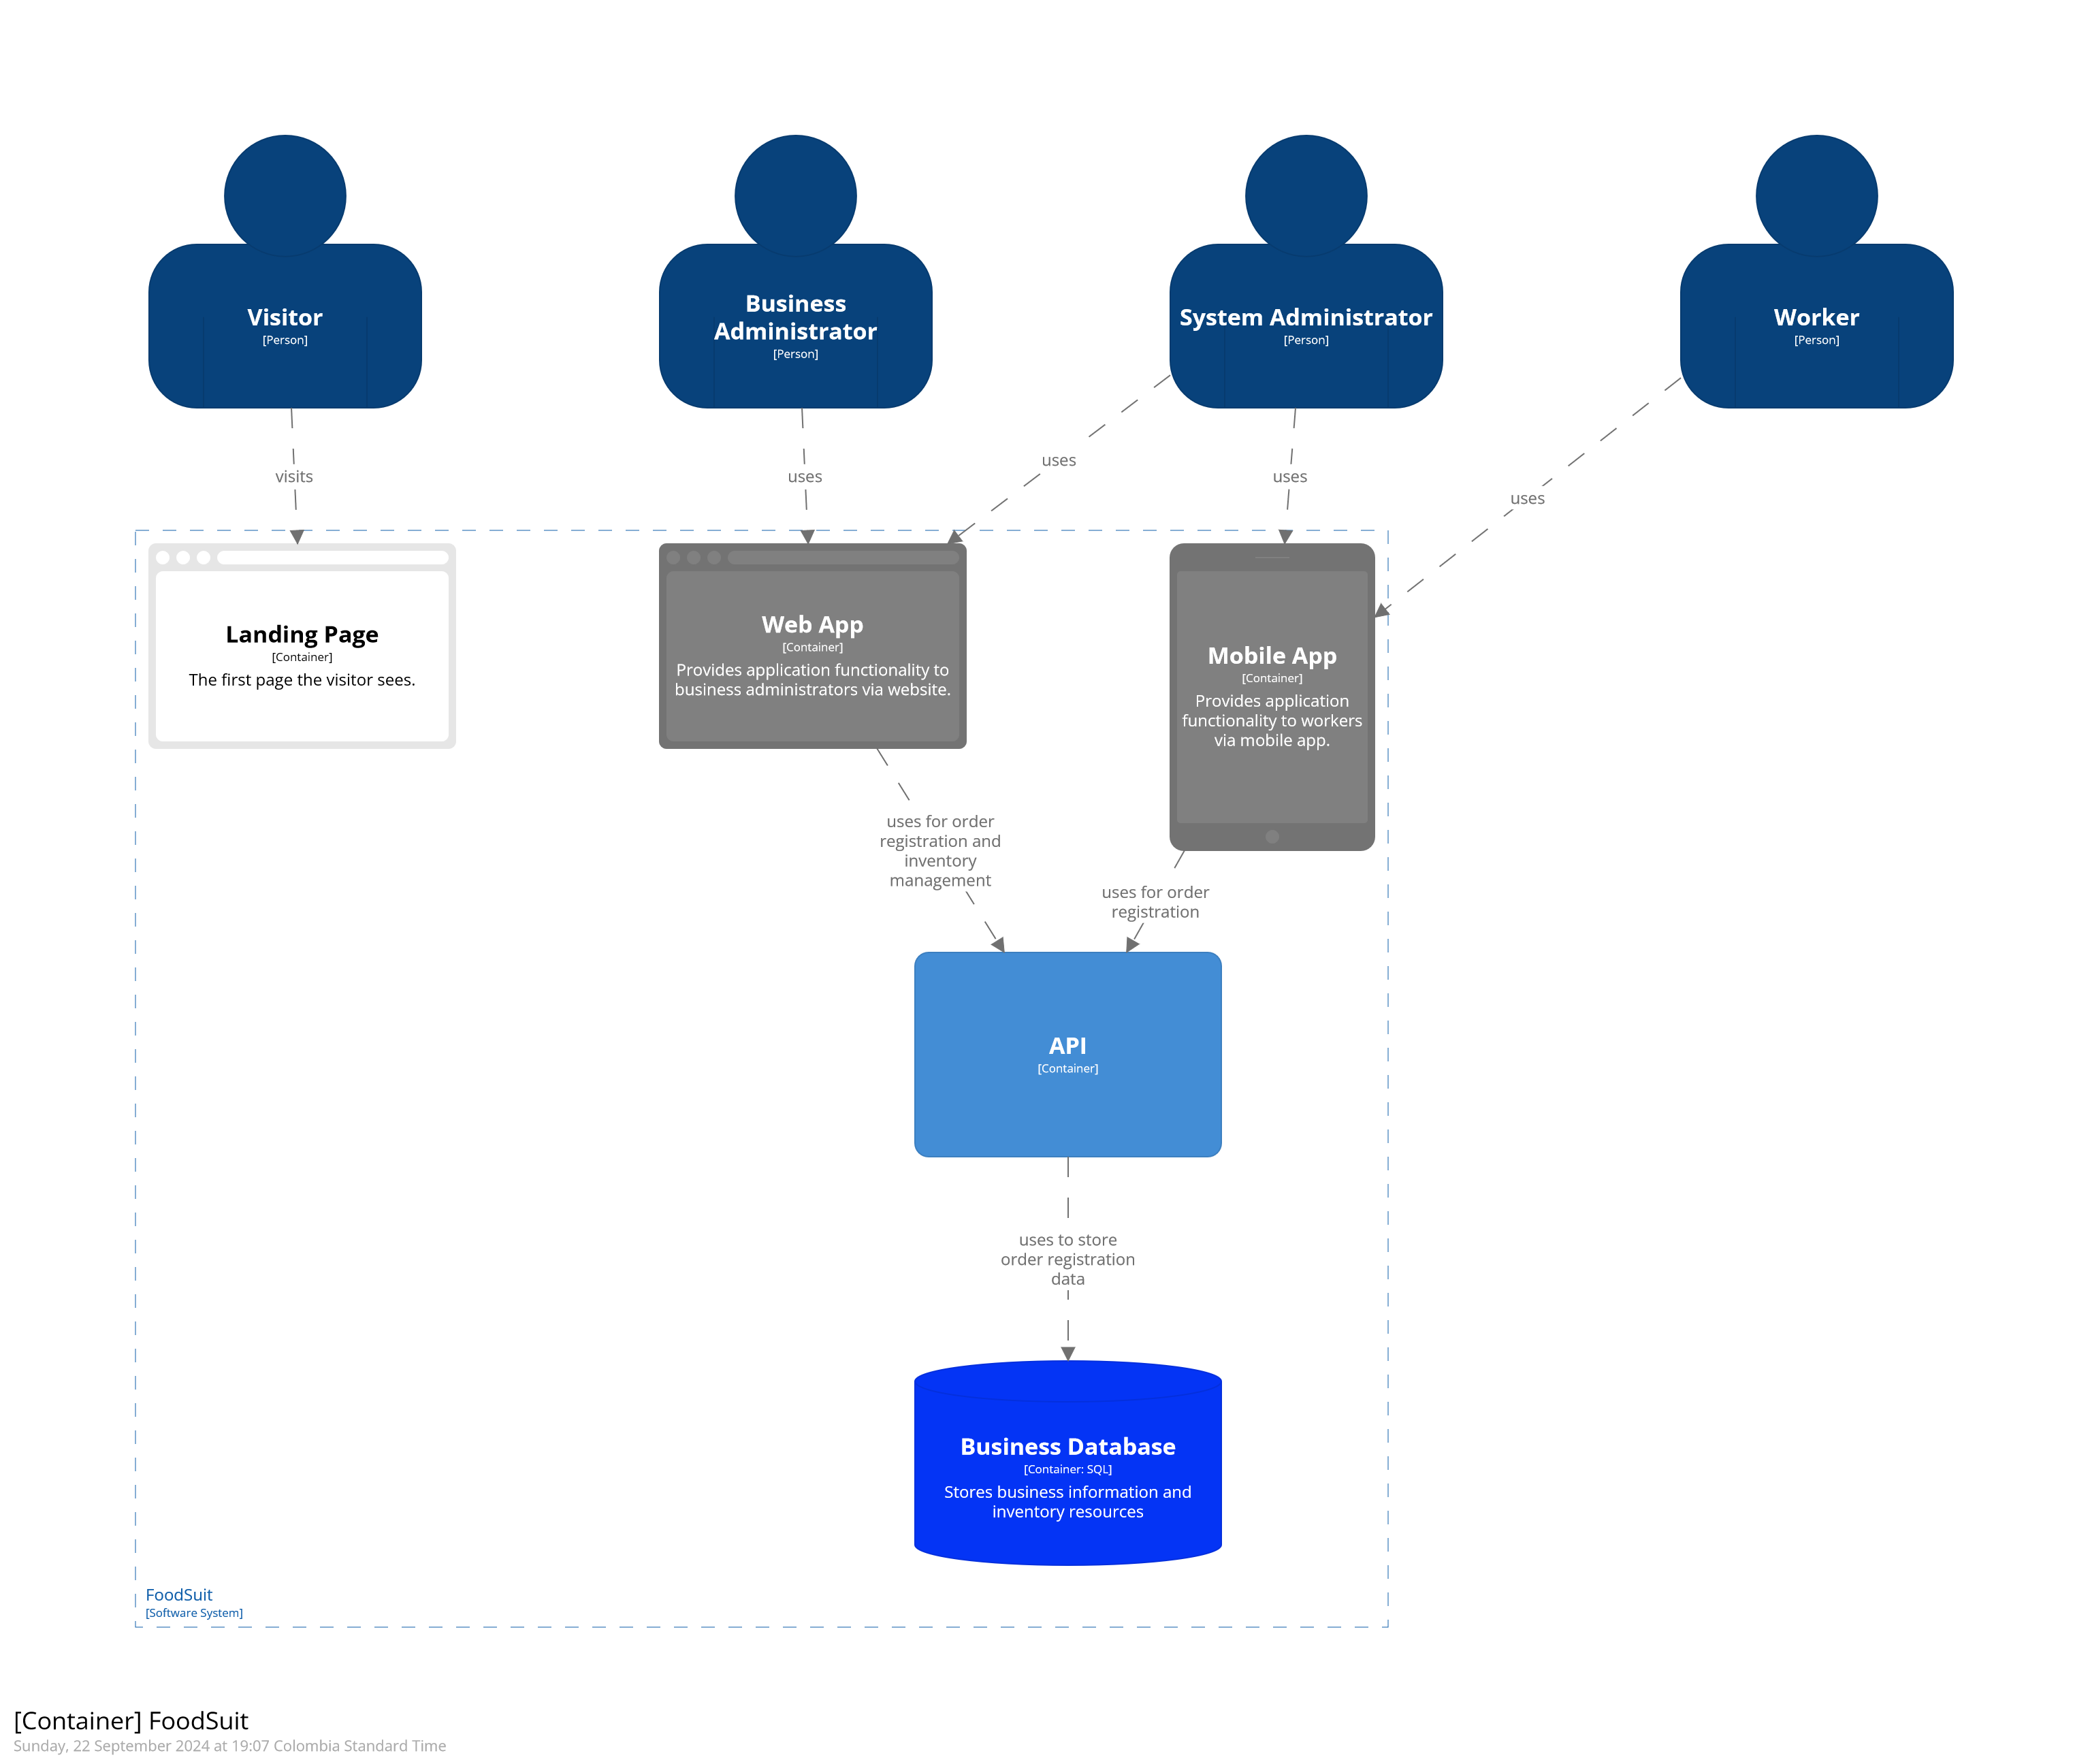 Visitor
[Person]
Business
Administrator
[Person]
System Administrator
[Person]
Worker
[Person]
visits
uses
uses
uses
uses
Landing Page
[Container]
The first page the visitor sees.
Web App
[Container]
Provides application functionality to
business administrators via website.
Mobile App
[Container]
Provides application
functionality to workers
via mobile app.
uses for order
registration and
inventory
management
uses for order
registration
API
[Container]
uses to store
order registration
data
Business Database
[Container: SQL]
Stores business information and
inventory resources
FoodSuit
[Software System]
[Container] FoodSuit
Sunday, 22 September 2024 at 19:07 Colombia Standard Time